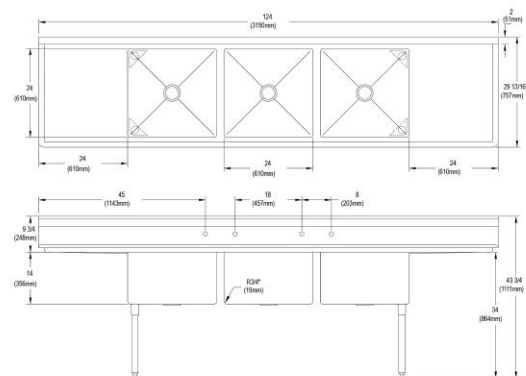 124
(3150mm)
2
(51mm)
24
(610mm)
29 13/16
(757mm)
24
(610mm)
24
(610mm)
24
(610mm)
45
(1143mm)
18
(457mm)
8
(203mm)
9 3/4
(248mm)
14
(356mm)
R3/4"
(19mm)
43 3/4
(1111mm)
34
(864mm)